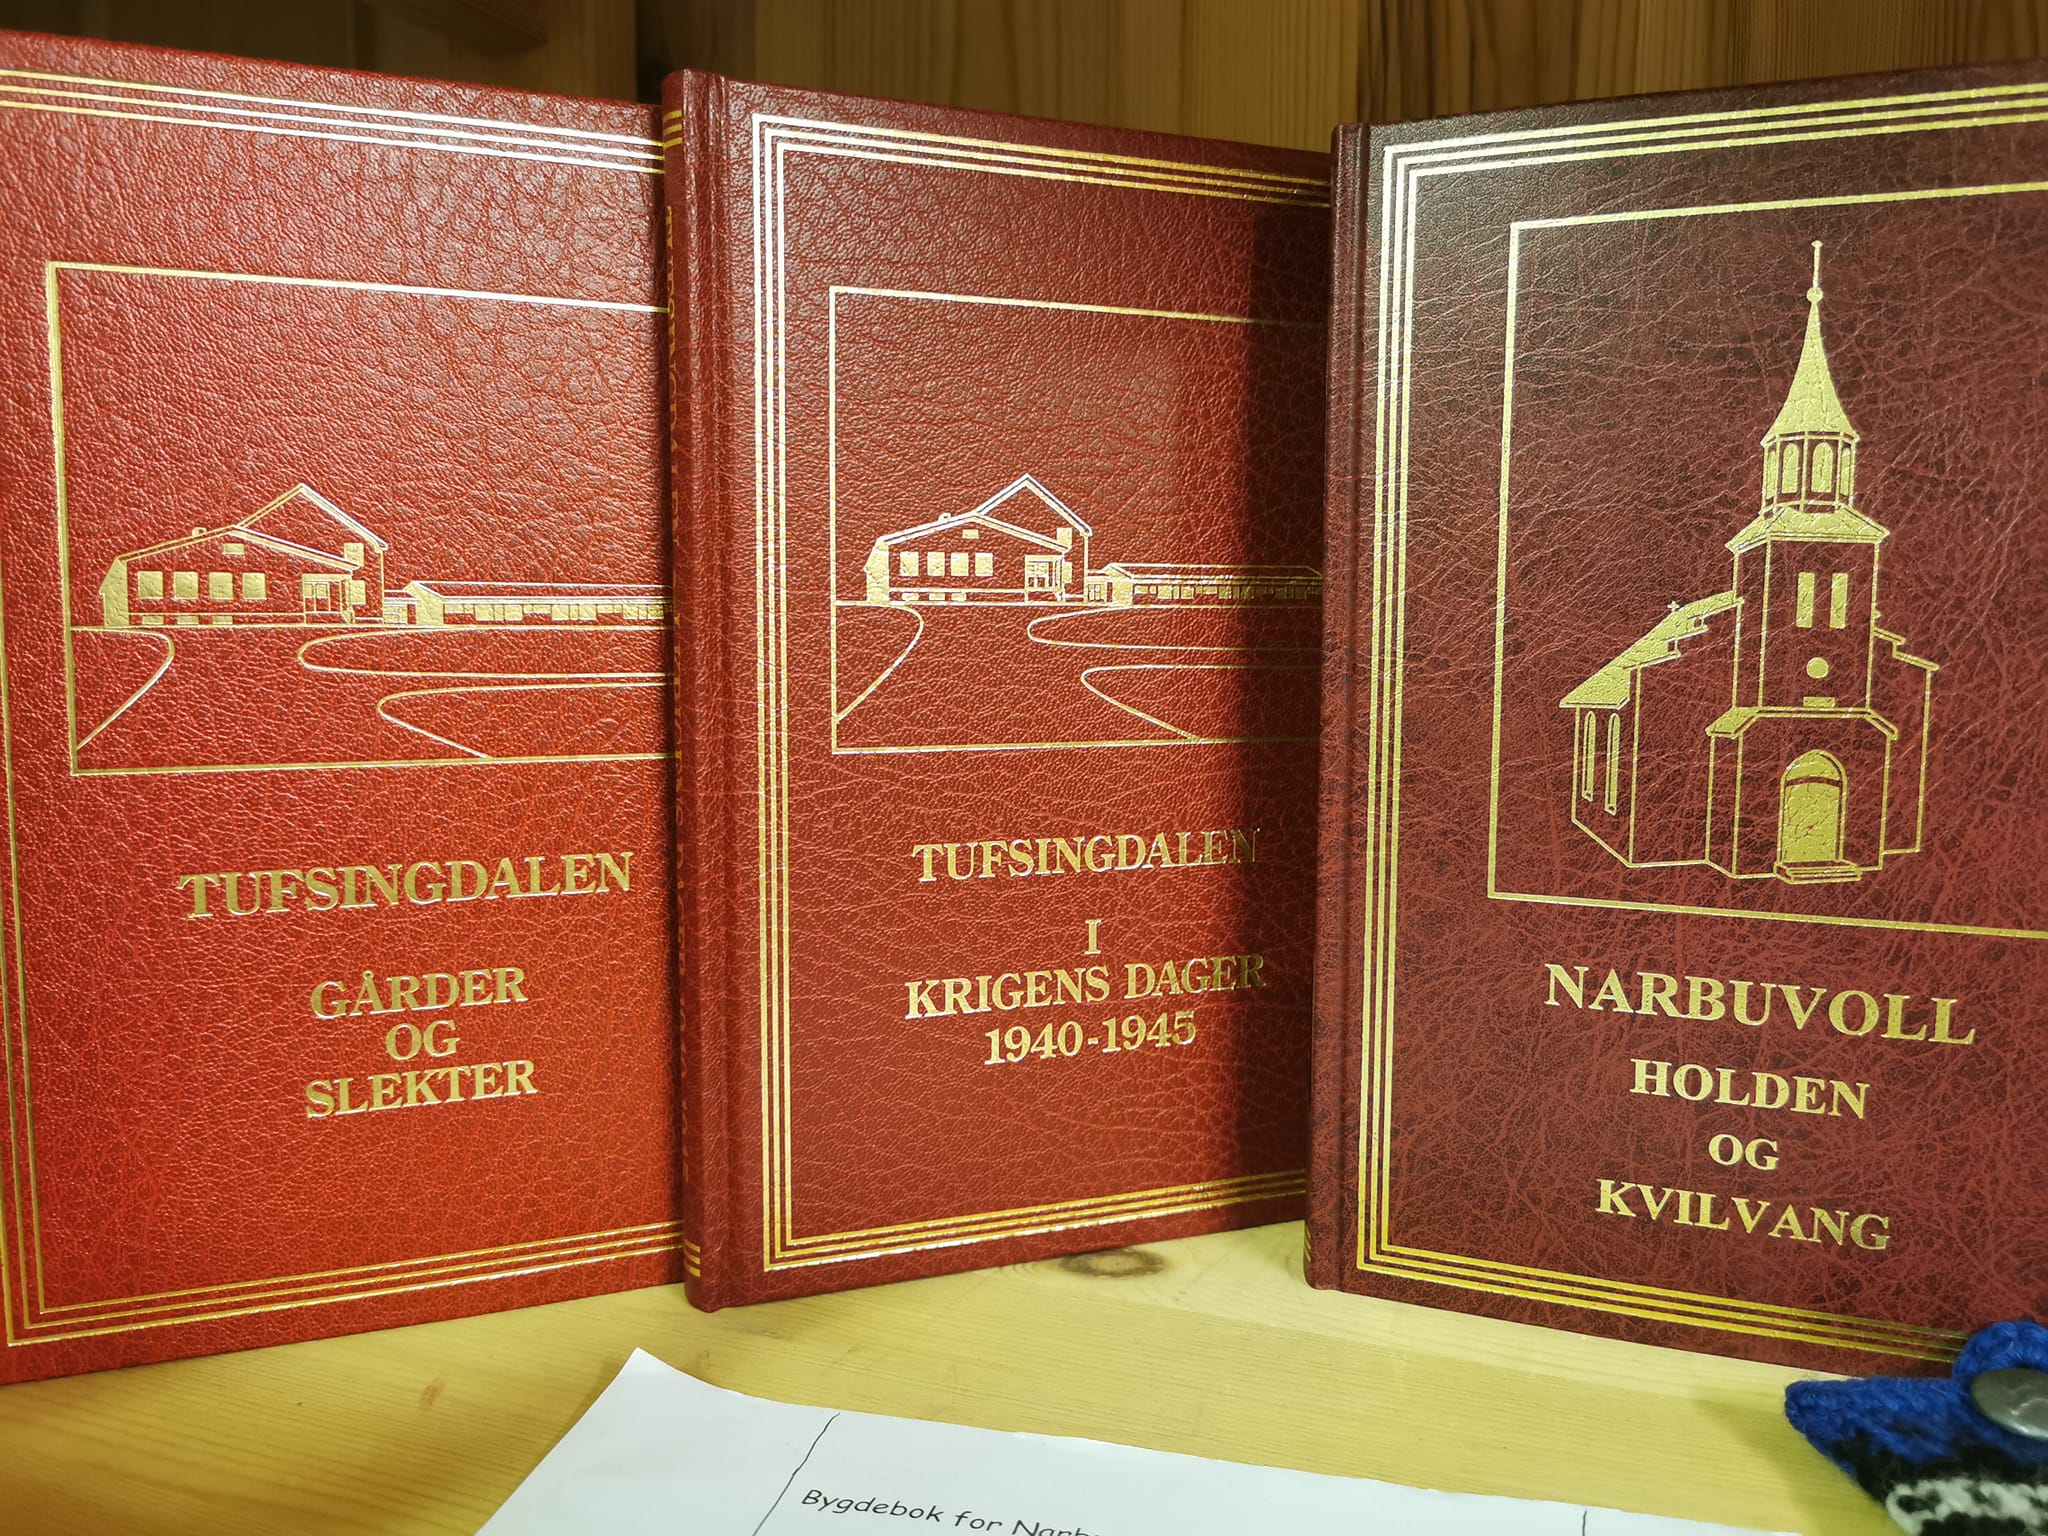 TUFSINGDALEN
GÅRDER
OG
SLEKTER
TUFSINGDALEN
I
KRIGENS DAGER
1940-1945
NARBUVOLL
HOLDEN
OG
KVILVANG
Bygdebok for